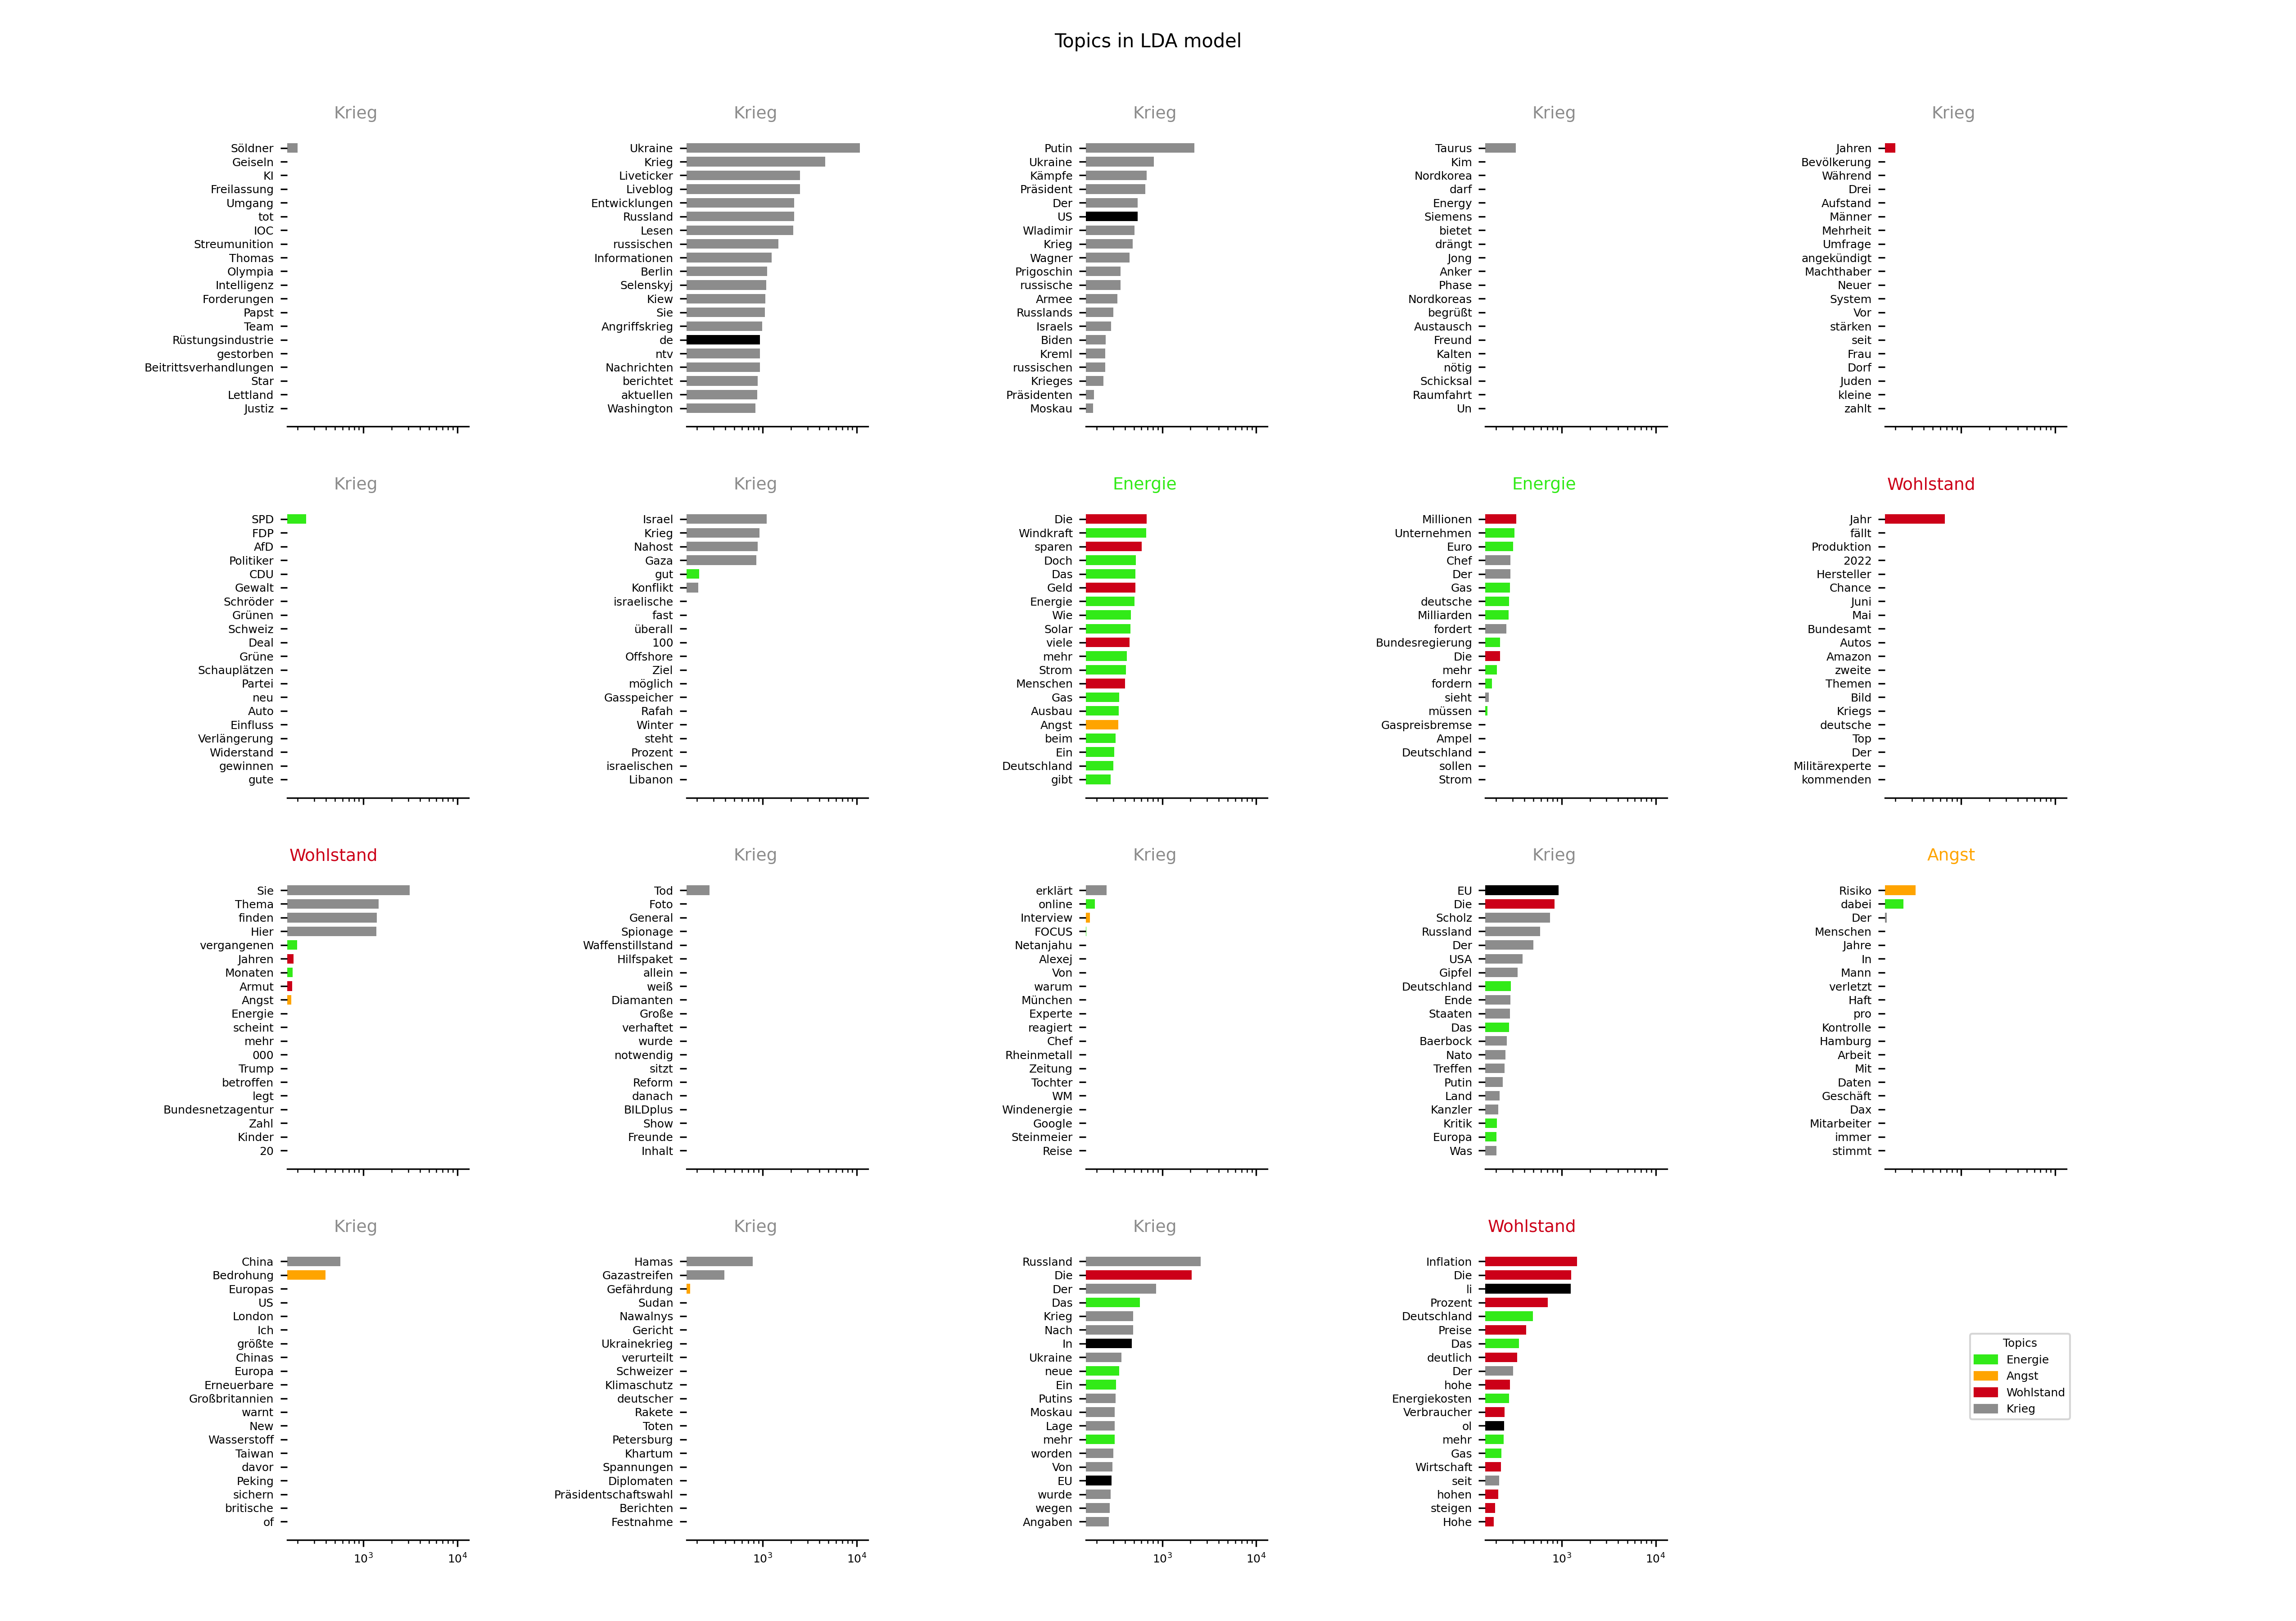 Topics in LDA model
Krieg
Söldner
Geiseln
KI
Freilassung
Umgang
tot
IOC
Streumunition
Thomas
Olympia
Intelligenz
Forderungen
Papst
Team
Rüstungsindustrie
gestorben
Beitrittsverhandlungen
Star
Lettland
Justiz
Krieg
Ukraine
Krieg
Liveticker
Liveblog
Entwicklungen
Russland
Lesen
russischen
Informationen
Berlin
Selenskyj
Kiew
Sie
Angriffskrieg
de
ntv
Nachrichten
berichtet
aktuellen
Washington
Krieg
Putin
Ukraine
Kämpfe
Präsident
Der
US
Wladimir
Krieg
Wagner
Prigoschin
russische
Armee
Russlands
Israels
Biden
Kreml
russischen
Krieges
Präsidenten
Moskau
Krieg
Taurus
Kim
Nordkorea
darf
Energy
Siemens
bietet
drängt
Jong
Anker
Phase
Nordkoreas
begrüßt
Austausch
Freund
Kalten
nötig
Schicksal
Raumfahrt
Un
Krieg
Jahren
Bevölkerung
Während
Drei
Aufstand
Männer
Mehrheit
Umfrage
angekündigt
Machthaber
Neuer
System
Vor
stärken
seit
Frau
Dorf
Juden
kleine
zahlt
Krieg
SPD
FDP
AfD
Politiker
CDU
Gewalt
Schröder
Grünen
Schweiz
Deal
Grüne
Schauplätzen
Partei
neu
Auto
Einfluss
Verlängerung
Widerstand
gewinnen
gute
Krieg
Israel
Krieg
Nahost
Gaza
gut
Konflikt
israelische
fast
überall
100
Offshore
Ziel
möglich
Gasspeicher
Rafah
Winter
steht
Prozent
israelischen
Libanon
Energie
Die
Windkraft
sparen
Doch
Das
Geld
Energie
Wie
Solar
viele
mehr
Strom
Menschen
Gas
Ausbau
Angst
beim
Ein
Deutschland
gibt
Energie
Millionen
Unternehmen
Euro
Chef
Der
Gas
deutsche
Milliarden
fordert
Bundesregierung
Die
mehr
fordern
sieht
müssen
Gaspreisbremse
Ampel
Deutschland
sollen
Strom
Wohlstand
Jahr
fällt
Produktion
2022
Hersteller
Chance
Juni
Mai
Bundesamt
Autos
Amazon
zweite
Themen
Bild
Kriegs
deutsche
Top
Der
Militärexperte
kommenden
Wohlstand
Sie
Thema
finden
Hier
vergangenen
Jahren
Monaten
Armut
Angst
Energie
scheint
mehr
000
Trump
betroffen
legt
Bundesnetzagentur
Zahl
Kinder
20
Krieg
Tod
Foto
General
Spionage
Waffenstillstand
Hilfspaket
allein
weiß
Diamanten
Große
verhaftet
wurde
notwendig
sitzt
Reform
danach
BILDplus
Show
Freunde
Inhalt
Krieg
erklärt
online
Interview
FOCUS
Netanjahu
Alexej
Von
warum
München
Experte
reagiert
Chef
Rheinmetall
Zeitung
Tochter
WM
Windenergie
Google
Steinmeier
Reise
Krieg
EU
Die
Scholz
Russland
Der
USA
Gipfel
Deutschland
Ende
Staaten
Das
Baerbock
Nato
Treffen
Putin
Land
Kanzler
Kritik
Europa
Was
Angst
Risiko
dabei
Der
Menschen
Jahre
In
Mann
verletzt
Haft
pro
Kontrolle
Hamburg
Arbeit
Mit
Daten
Geschäft
Dax
Mitarbeiter
immer
stimmt
Krieg
China
Bedrohung
Europas
US
London
Ich
größte
Chinas
Europa
Erneuerbare
Großbritannien
warnt
New
Wasserstoff
Taiwan
davor
Peking
sichern
britische
of
10³ 10⁴
Krieg
Hamas
Gazastreifen
Gefährdung
Sudan
Nawalnys
Gericht
Ukrainekrieg
verurteilt
Schweizer
Klimaschutz
deutscher
Rakete
Toten
Petersburg
Khartum
Spannungen
Diplomaten
Präsidentschaftswahl
Berichten
Festnahme
10³ 10⁴
Krieg
Russland
Die
Der
Das
Krieg
Nach
In
Ukraine
neue
Ein
Putins
Moskau
Lage
mehr
worden
Von
EU
wurde
wegen
Angaben
10³ 10⁴
Wohlstand
Inflation
Die
li
Prozent
Deutschland
Preise
Das
deutlich
Der
hohe
Energiekosten
Verbraucher
ol
mehr
Gas
Wirtschaft
seit
hohen
steigen
Hohe
10³ 10⁴
Topics
Energie
Angst
Wohlstand
Krieg